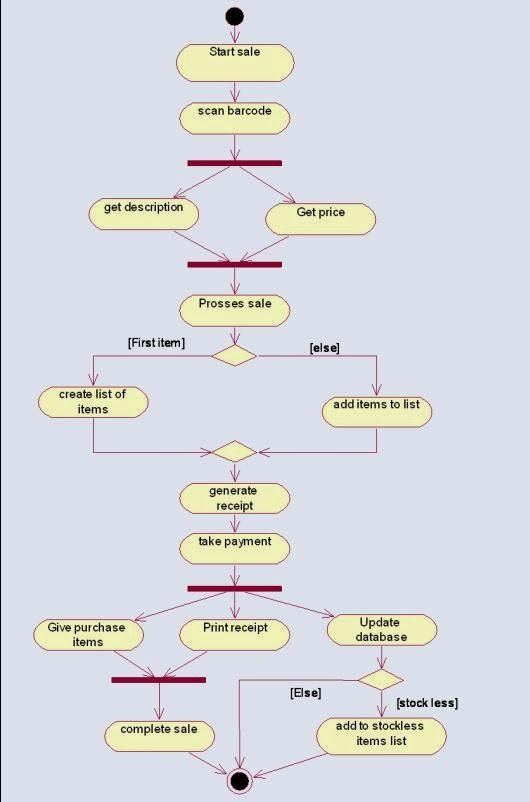 Start sale
scan barcode
get description
Get price
Prosses sale
[First item]
[else]
create list of
items
add items to list
generate
receipt
take payment
Give purchase
items
Print receipt
Update
database
[Else]
[stock less]
complete sale
add to stockless
items list